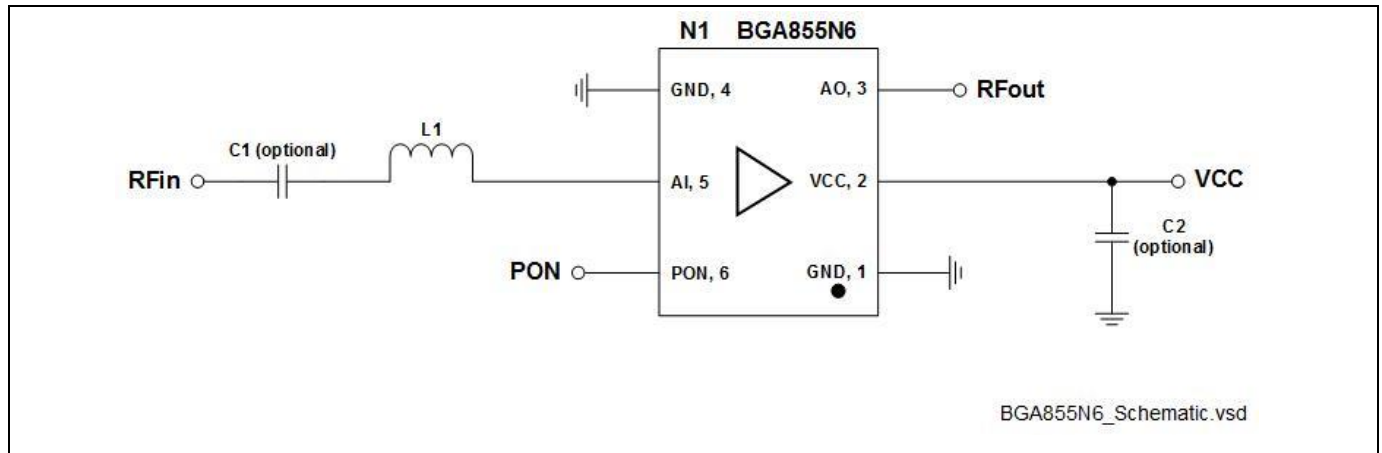 N1 BGA855N6
GND, 4
AO, 3
RFout
L1
C1 (optional)
RFin
AI, 5
VCC, 2
VCC
C2
(optional)
PON
PON, 6
GND, 1
BGA855N6_Schematic.vsd